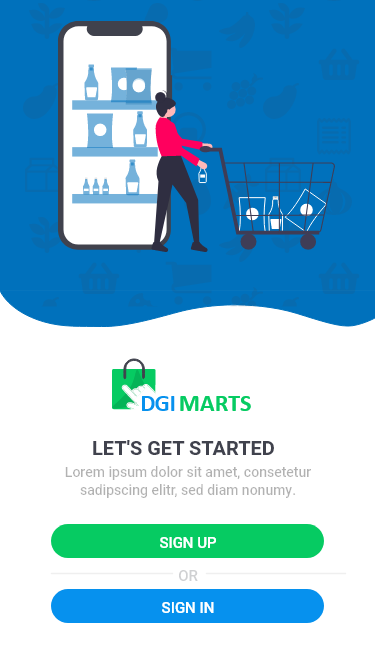 DGI MARTS
LET'S GET STARTED
Lorem ipsum dolor sit amet, consetetur
sadipscing elitr, sed diam nonumy.
SIGN UP
OR
SIGN IN